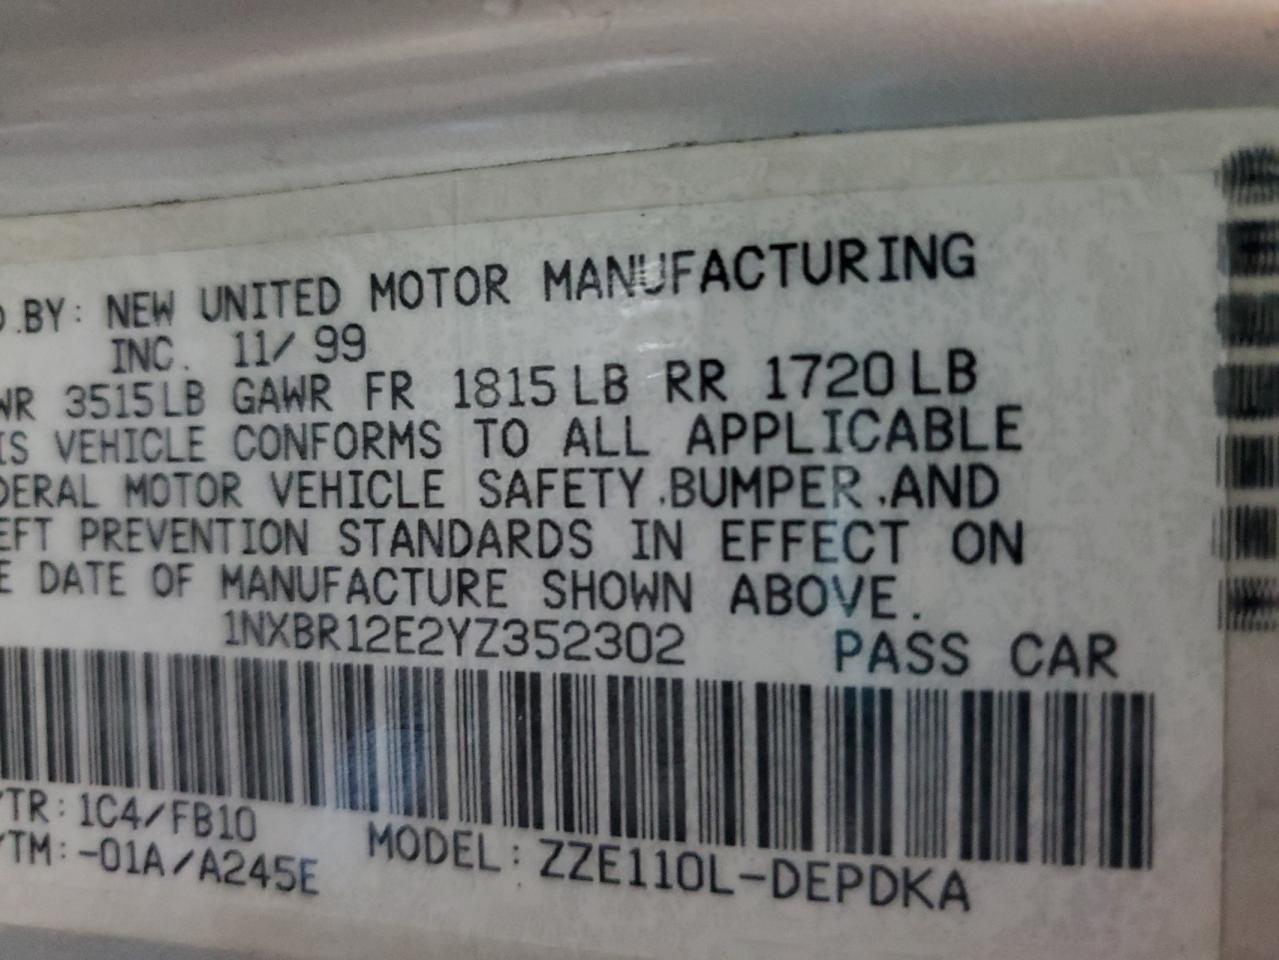 D.BY: NEW UNITED MOTOR MANUFACTURING
INC. 11/ 99
WR 3515LB GAWR FR 1815LB RR 1720LB
IS VEHICLE CONFORMS TO ALL APPLICABLE
DERAL MOTOR VEHICLE SAFETY,BUMPER,AND
EFT PREVENTION STANDARDS IN EFFECT ON
E DATE OF MANUFACTURE SHOWN ABOVE.
1NXBR12E2YZ352302 PASS CAR
/TR: 1C4/FB10
/TM: -01A/A245E MODEL: ZZE110L-DEPDKA